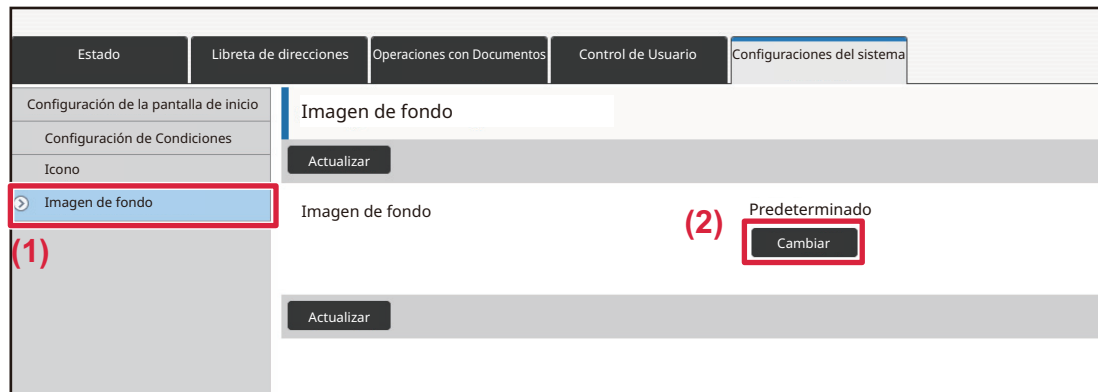 Estado
Libreta de direcciones
Operaciones con Documentos
Control de Usuario
Configuraciones del sistema
Configuración de la pantalla de inicio
Configuración de Condiciones
Icono
Imagen de fondo
(1)
Imagen de fondo
Actualizar
Imagen de fondo
Predeterminado
(2)
Cambiar
Actualizar